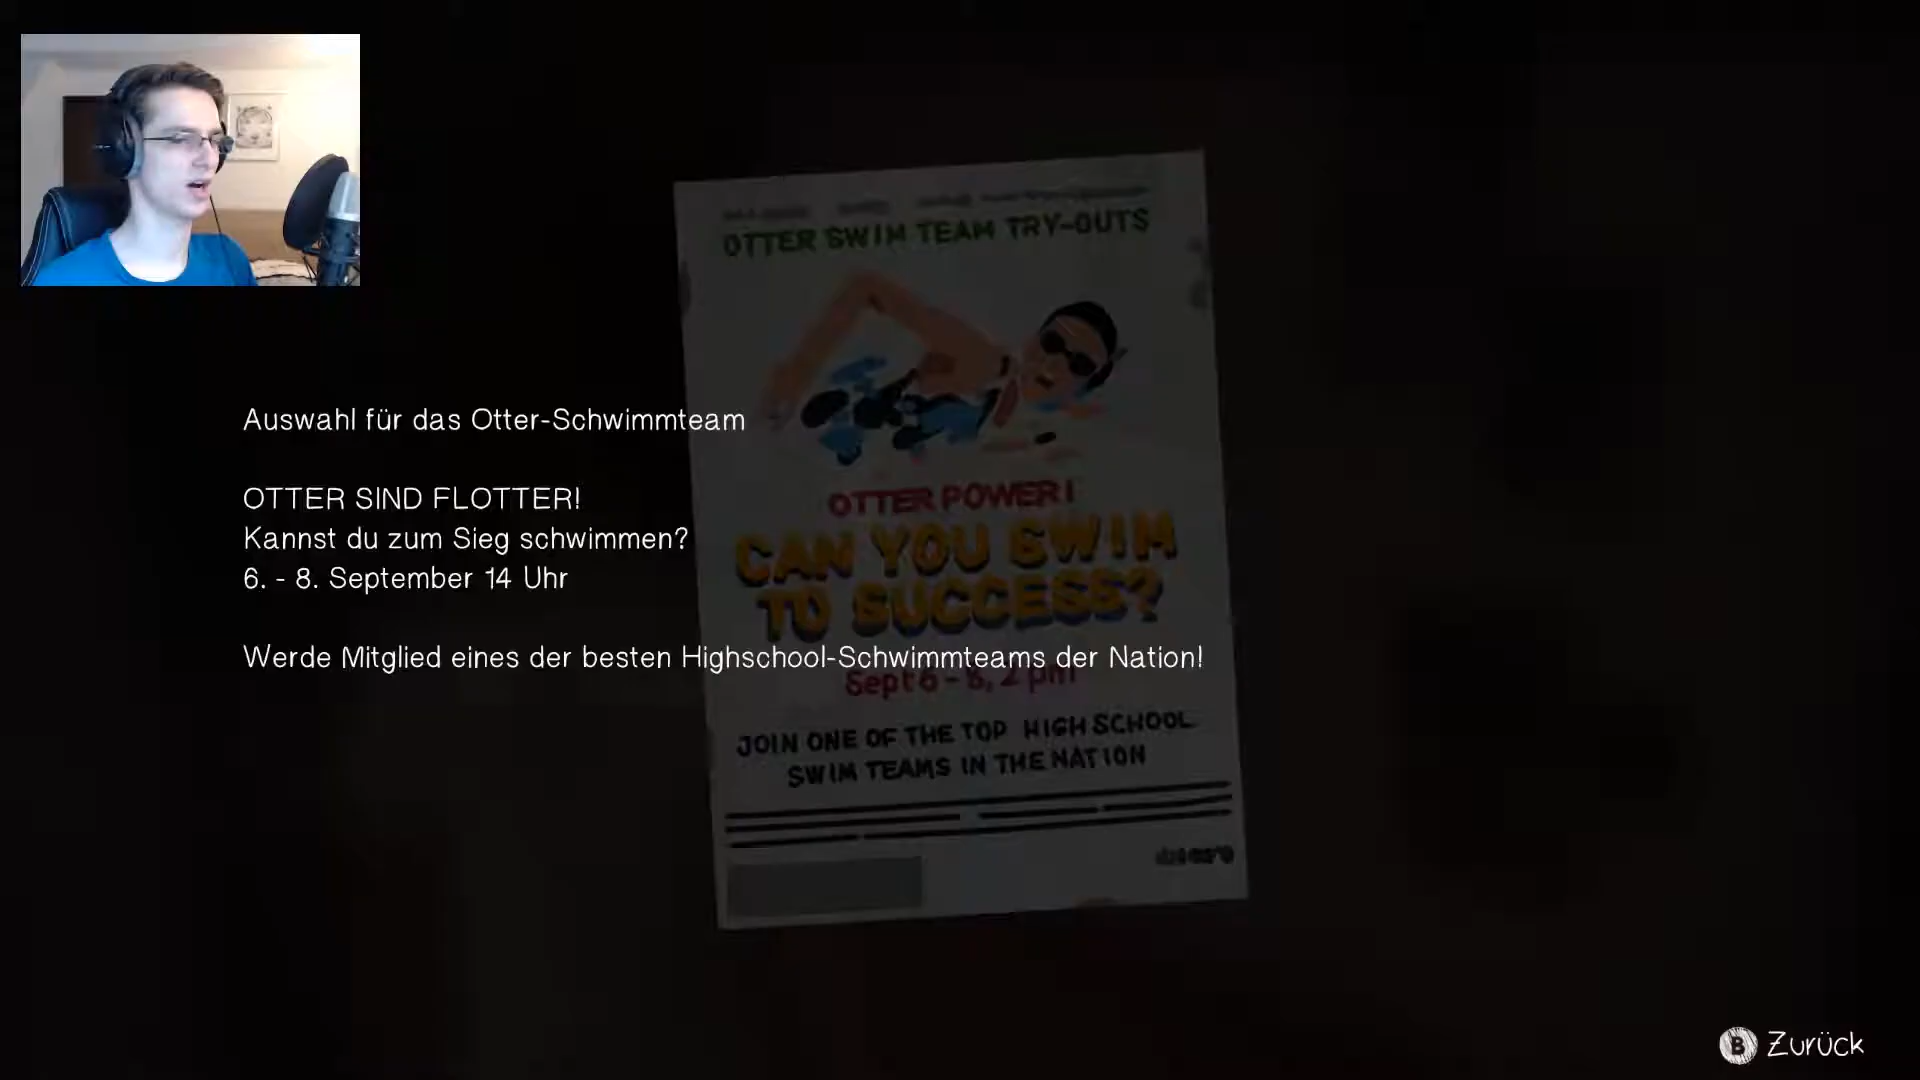 OTTER SWIM TEAM TRY-OUTS
Auswahl für das Otter-Schwimmteam
OTTER SIND FLOTTER!
Kannst du zum Sieg schwimmen?
6. - 8. September 14 Uhr
Werde Mitglied eines der besten Highschool-Schwimmteams der Nation!
OTTER POWER!
CAN YOU SWIM
TO SUCCESS?
Sept 6 - 8, 2 pm
JOIN ONE OF THE TOP HIGH SCHOOL
SWIM TEAMS IN THE NATION
B Zurück